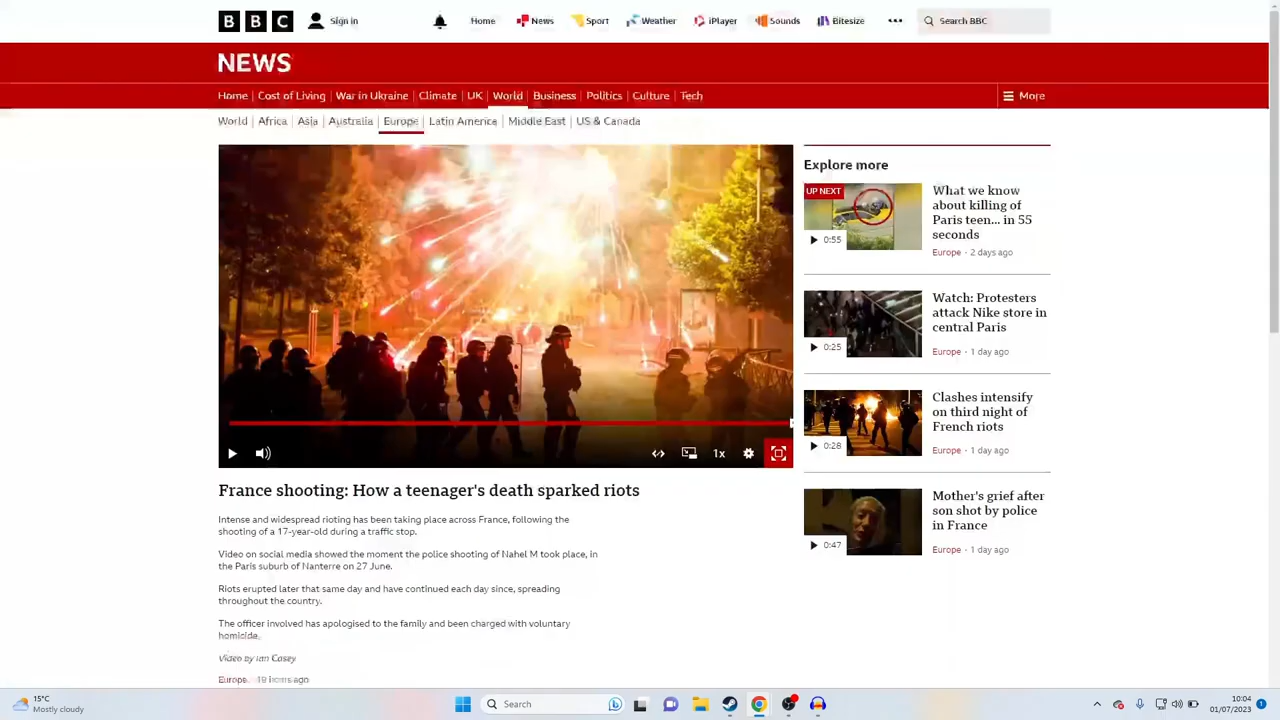 BBC Sign in Home News Sport Weather iPlayer Sounds Bitesize Search BBC
NEWS
Home Cost of Living War in Ukraine Climate UK World Business Politics Culture Tech More
World Africa Asia Australia Europe Latin America Middle East US & Canada
Explore more
UP NEXT
0:55
What we know
about killing of
Paris teen... in 55
seconds
Europe · 2 days ago
0:25
Watch: Protesters
attack Nike store in
central Paris
Europe · 1 day ago
0:28
Clashes intensify
on third night of
French riots
Europe · 1 day ago
0:47
Mother's grief after
son shot by police
in France
Europe · 1 day ago
1x
France shooting: How a teenager's death sparked riots
Intense and widespread rioting has been taking place across France, following the
shooting of a 17-year-old during a traffic stop.
Video on social media showed the moment the police shooting of Nahel M took place, in
the Paris suburb of Nanterre on 27 June.
Riots erupted later that same day and have continued each day since, spreading
throughout the country.
The officer involved has apologised to the family and been charged with voluntary
homicide.
Video by Ian Casey
Europe · 19 hours ago
15°C
Mostly cloudy
Search
10:04
01/07/2023